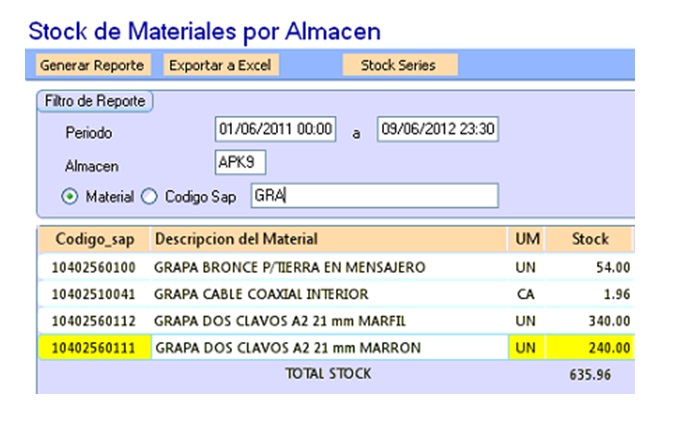 Stock de Materiales por Almacen
Generar Reporte Exportar a Excel Stock Series
Filtro de Reporte
Periodo 01/06/2011 00:00 a 09/06/2012 23:30
Almacen APK9
Material Codigo Sap GRA
Codigo_sap Descripcion del Material UM Stock
10402560100 GRAPA BRONCE P/TIERRA EN MENSAJERO UN 54.00
10402510041 GRAPA CABLE COAXIAL INTERIOR CA 1.96
10402560112 GRAPA DOS CLAVOS A2 21 mm MARFIL UN 340.00
10402560111 GRAPA DOS CLAVOS A2 21 mm MARRON UN 240.00
TOTAL STOCK 635.96